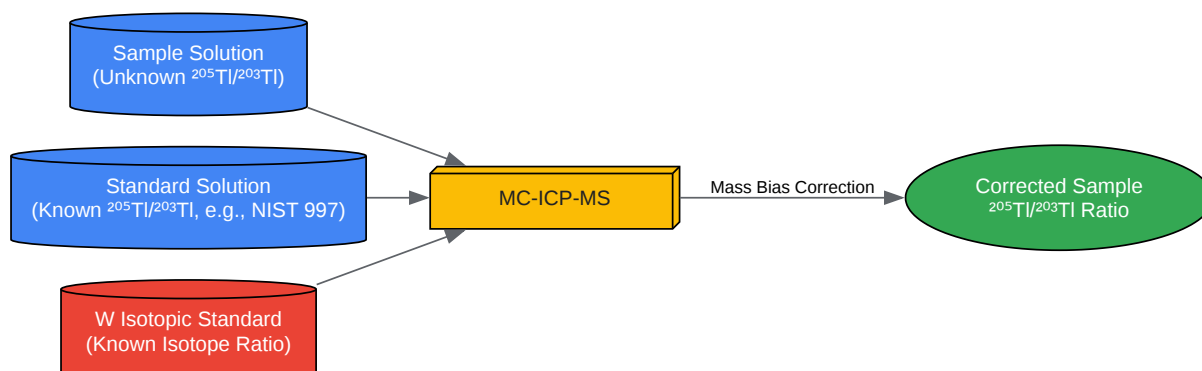 Sample Solution
(Unknown ²⁰⁵Tl/²⁰³Tl)
Standard Solution
(Known ²⁰⁵Tl/²⁰³Tl, e.g., NIST 997)
W Isotopic Standard
(Known Isotope Ratio)
MC-ICP-MS
Mass Bias Correction
Corrected Sample
²⁰⁵Tl/²⁰³Tl Ratio